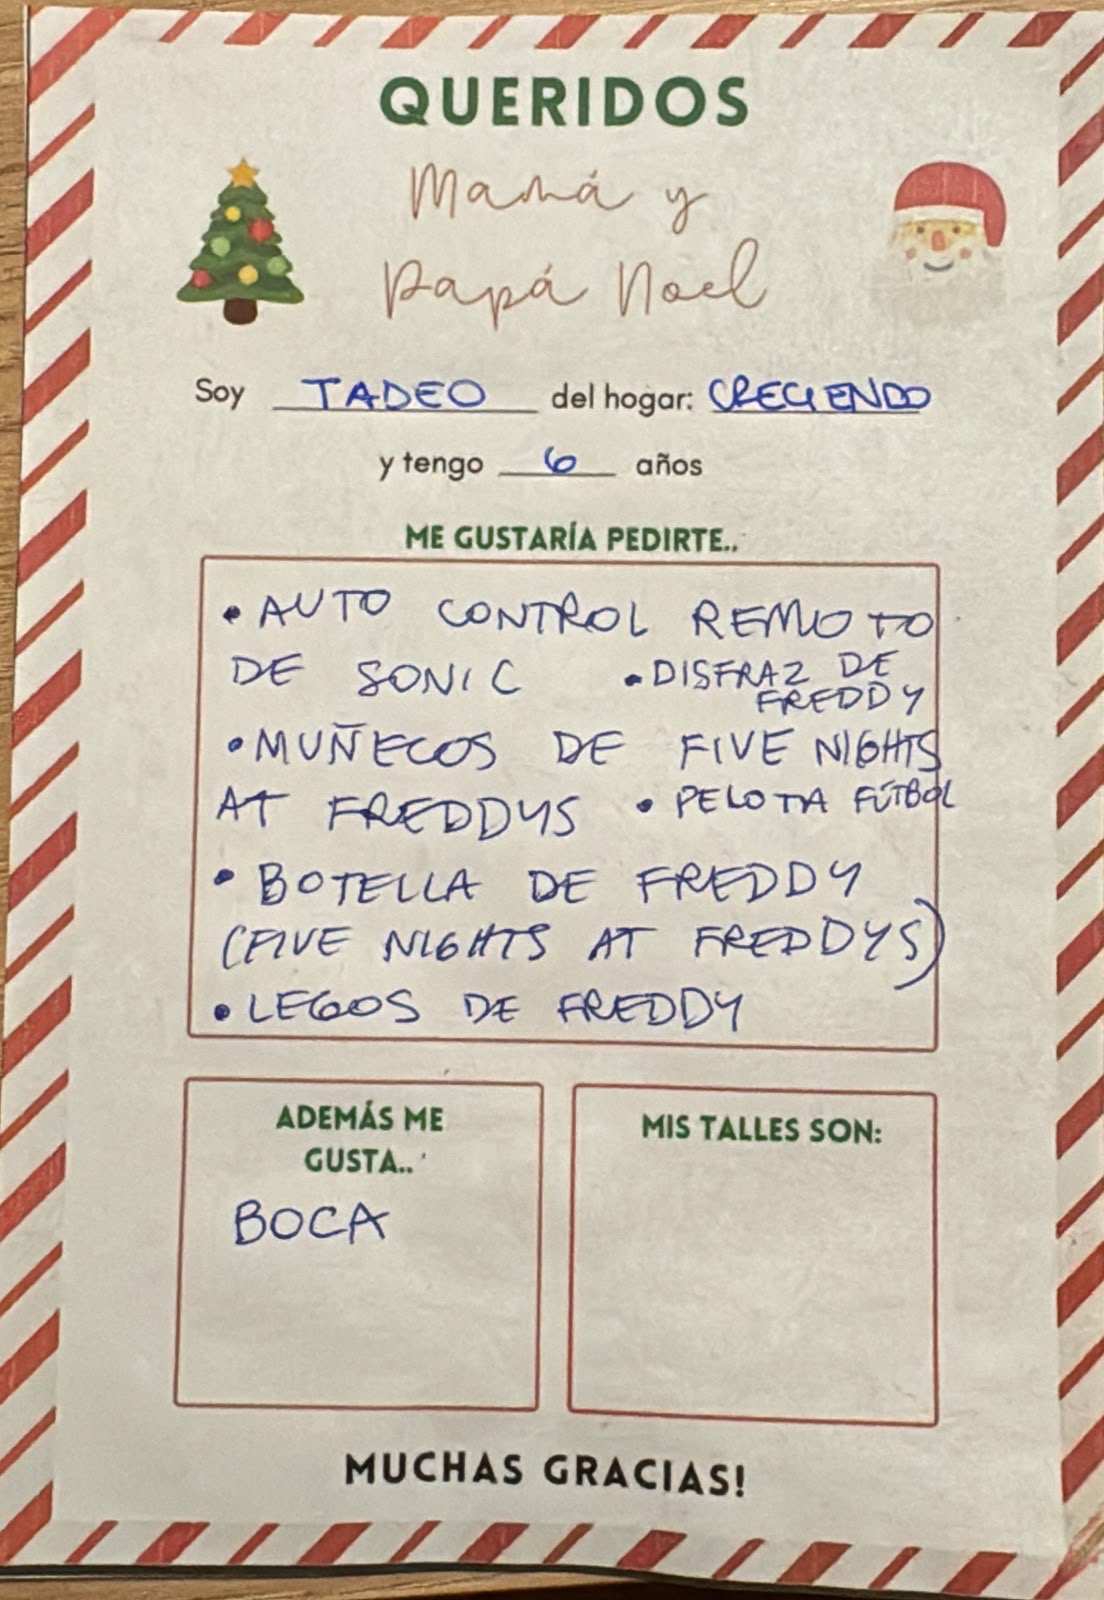 QUERIDOS
Mamá y
Papá Noel
Soy TADEO del hogar: CRECIENDO
y tengo 6 años
ME GUSTARÍA PEDIRTE..
• AUTO CONTROL REMOTO
DE SONIC • DISFRAZ DE
FREDDY
• MUÑECOS DE FIVE NIGHTS
AT FREDDYS • PELOTA FÚTBOL
• BOTELLA DE FREDDY
(FIVE NIGHTS AT FREDDYS)
• LEGOS DE FREDDY
ADEMÁS ME
GUSTA..
BOCA
MIS TALLES SON:
MUCHAS GRACIAS!